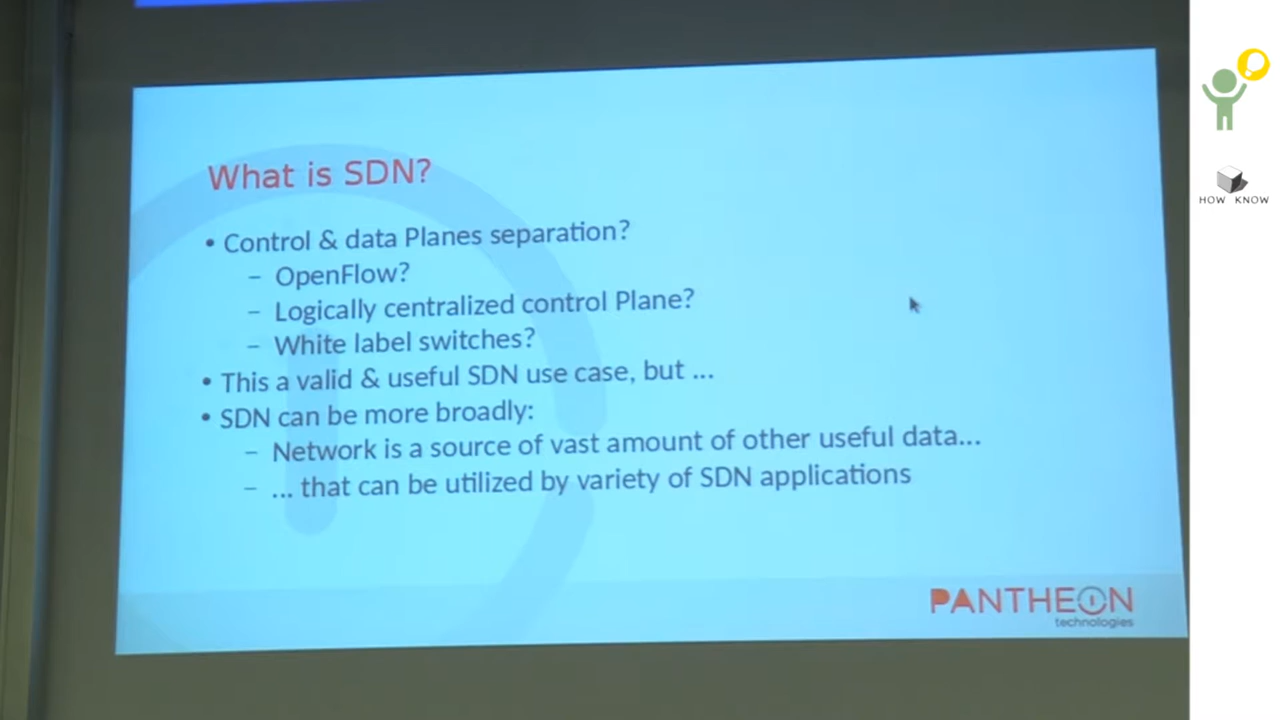 What is SDN?
• Control & data Planes separation?
– OpenFlow?
– Logically centralized control Plane?
– White label switches?
• This a valid & useful SDN use case, but ...
• SDN can be more broadly:
– Network is a source of vast amount of other useful data...
– ... that can be utilized by variety of SDN applications
PANTHEON
technologies
HOW KNOW